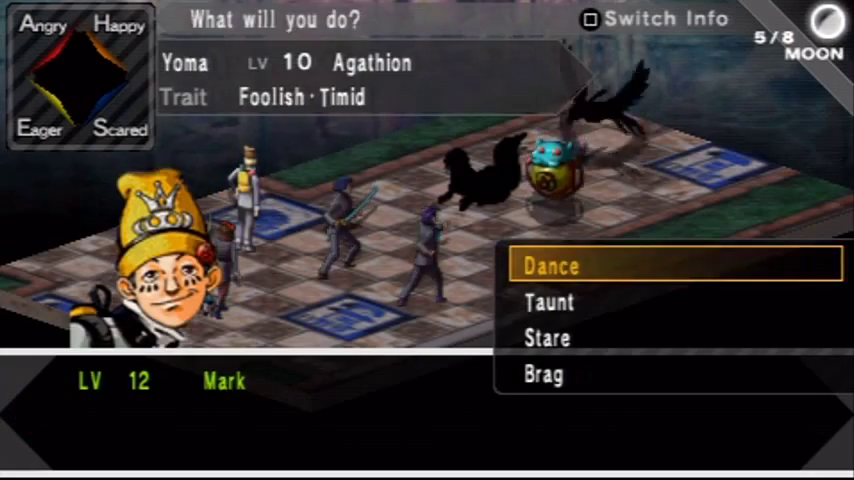 Angry Happy
Eager Scared
What will you do?
□ Switch Info
5/8
MOON
Yoma LV 10 Agathion
Trait Foolish · Timid
Dance
Taunt
Stare
Brag
LV 12 Mark